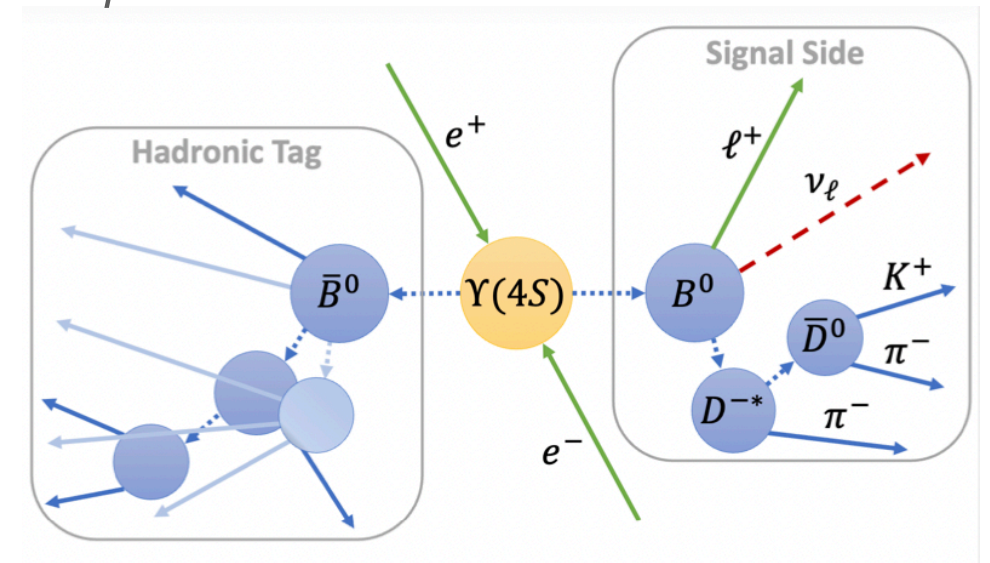 Signal Side
e⁺
ℓ⁺
Hadronic Tag
ν_ℓ
B̅⁰
ϒ(4S)
B⁰
K⁺
D̅⁰
π⁻
D⁻*
π⁻
e⁻